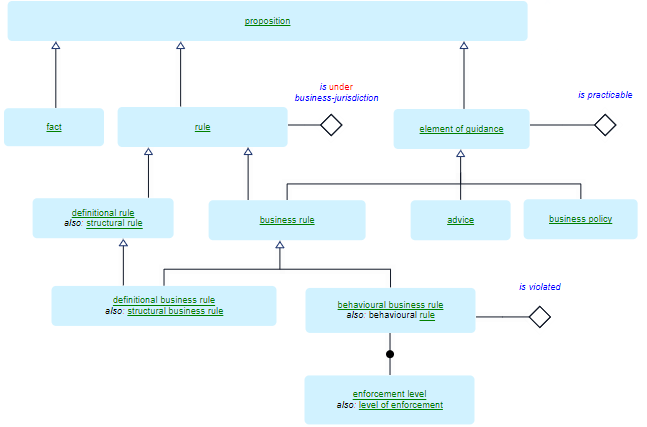 proposition
is under
business-jurisdiction
is practicable
fact
rule
element of guidance
definitional rule
also: structural rule
business rule
advice
business policy
is violated
definitional business rule
also: structural business rule
behavioural business rule
also: behavioural rule
enforcement level
also: level of enforcement